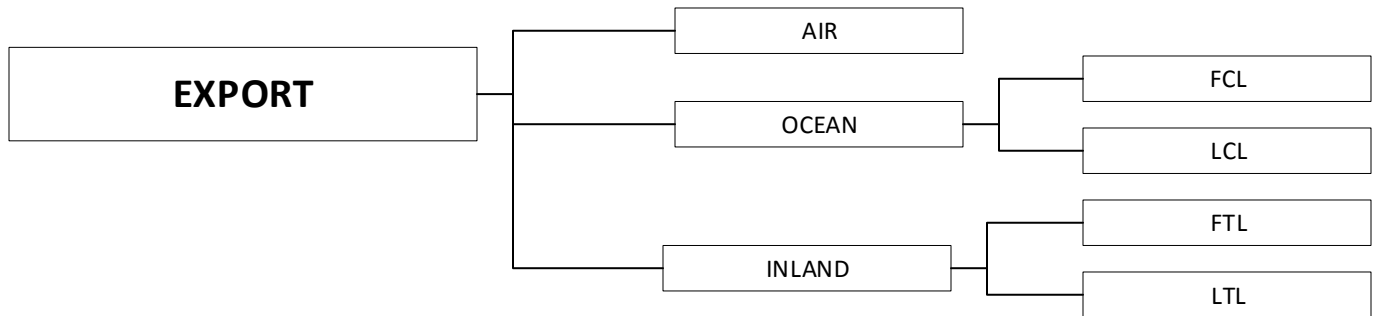 AIR
EXPORT
FCL
OCEAN
LCL
FTL
INLAND
LTL